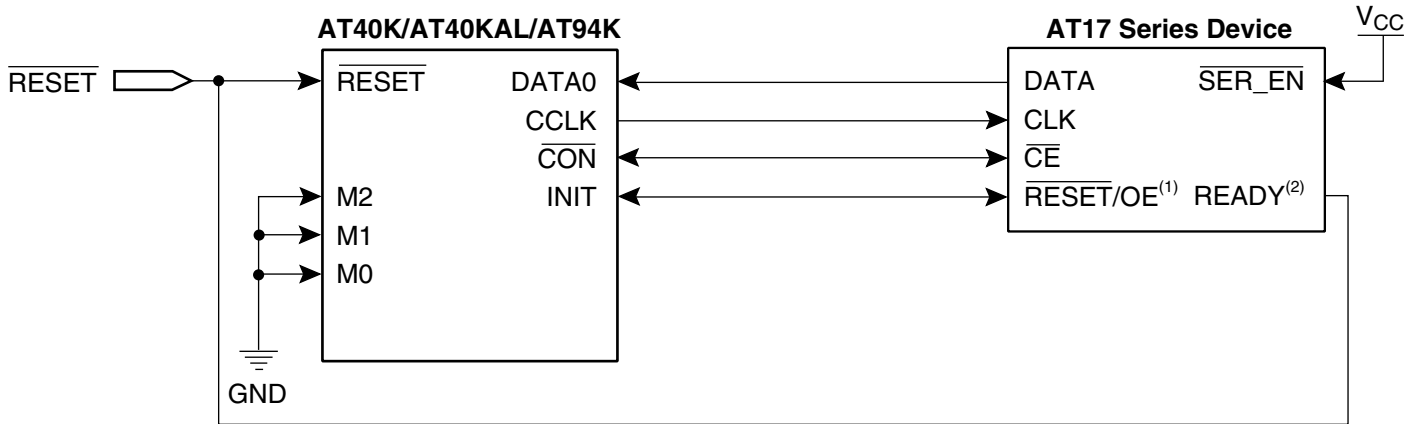 AT40K/AT40KAL/AT94K
AT17 Series Device
VCC
RESET
RESET
DATA0
DATA
SER_EN
CCLK
CLK
CON
CE
M2
INIT
RESET/OE(1)
READY(2)
M1
M0
GND